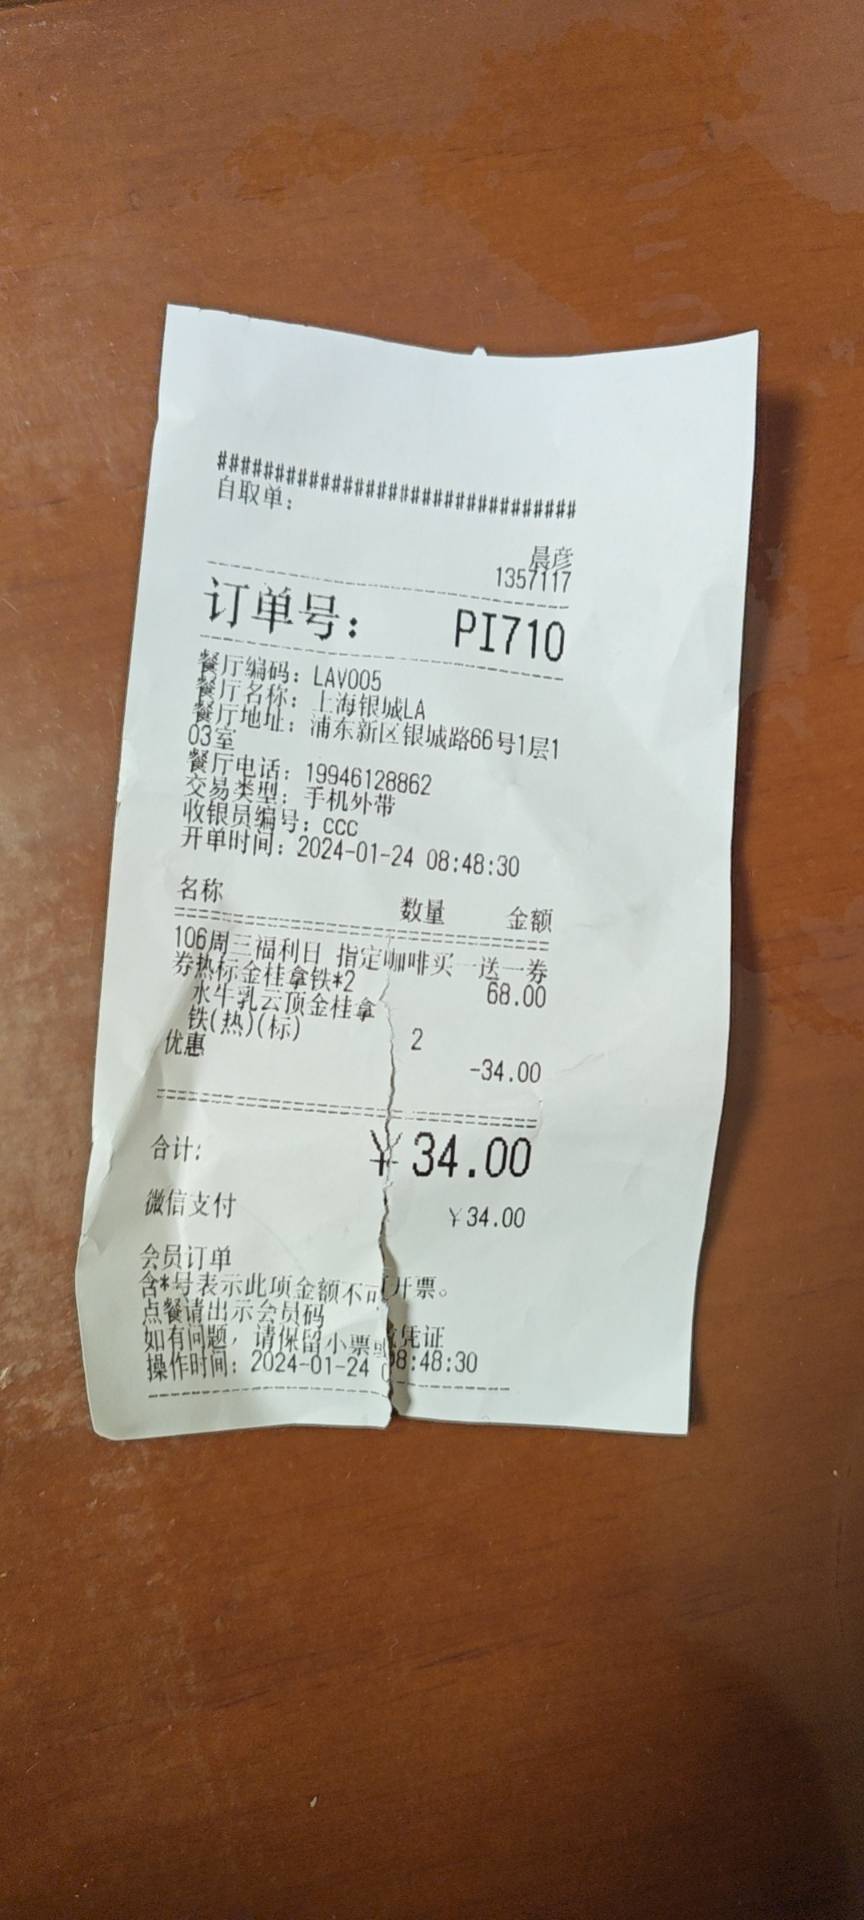 ###############################
自取单：
晨彦
1357117
订单号： PI710
餐厅编码：LAV005
餐厅名称：上海银城LA
餐厅地址：浦东新区银城路66号1层1
03室
餐厅电话：19946128862
交易类型：手机外带
收银员编号：ccc
开单时间：2024-01-24 08:48:30
名称 数量 金额
106周三福利日 指定咖啡买一送一券
券热标金桂拿铁*2 68.00
水牛乳云顶金桂拿
铁(热)(标) 2
优惠 -34.00
合计: ￥34.00
微信支付 ￥34.00
会员订单
含*号表示此项金额不可开票。
点餐请出示会员码
如有问题，请保留小票或凭证
操作时间：2024-01-24 08:48:30